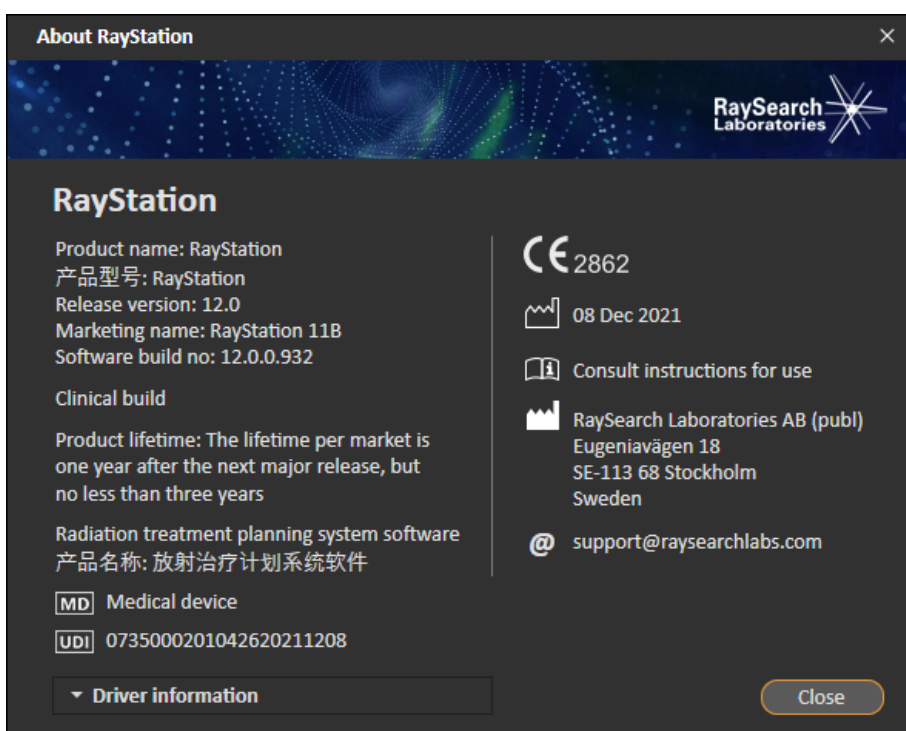 About RayStation
RaySearch
Laboratories
RayStation
Product name: RayStation
产品型号: RayStation
Release version: 12.0
Marketing name: RayStation 11B
Software build no: 12.0.0.932
Clinical build
Product lifetime: The lifetime per market is
one year after the next major release, but
no less than three years
Radiation treatment planning system software
产品名称: 放射治疗计划系统软件
MD Medical device
UDI 0735000201042620211208
Driver information
CE 2862
08 Dec 2021
Consult instructions for use
RaySearch Laboratories AB (publ)
Eugeniavägen 18
SE-113 68 Stockholm
Sweden
@ support@raysearchlabs.com
Close